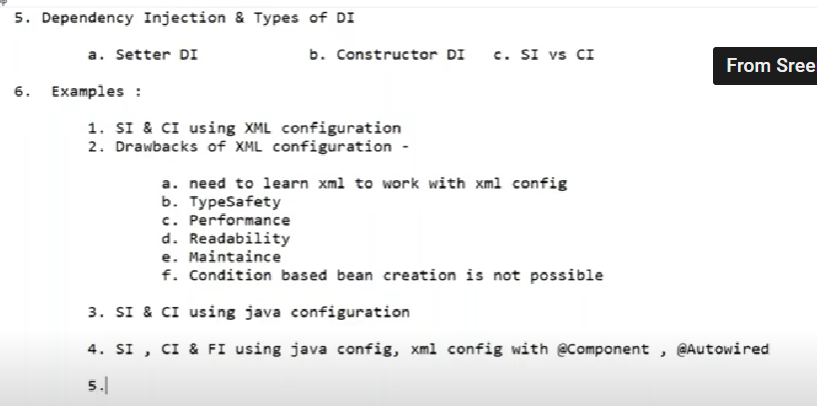 5. Dependency Injection & Types of DI
a. Setter DI b. Constructor DI c. SI vs CI
From Sree
6. Examples :
1. SI & CI using XML configuration
2. Drawbacks of XML configuration -
a. need to learn xml to work with xml config
b. TypeSafety
c. Performance
d. Readability
e. Maintaince
f. Condition based bean creation is not possible
3. SI & CI using java configuration
4. SI , CI & FI using java config, xml config with @Component , @Autowired
5.